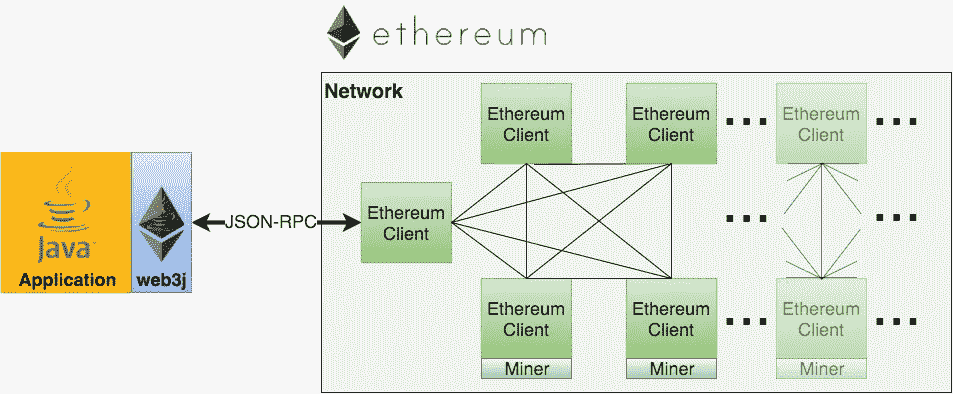 ethereum
Network
Ethereum
Client
Ethereum
Client
Ethereum
Client
Java
Application
web3j
JSON-RPC
Ethereum
Client
Ethereum
Client
Miner
Ethereum
Client
Miner
Ethereum
Client
Miner